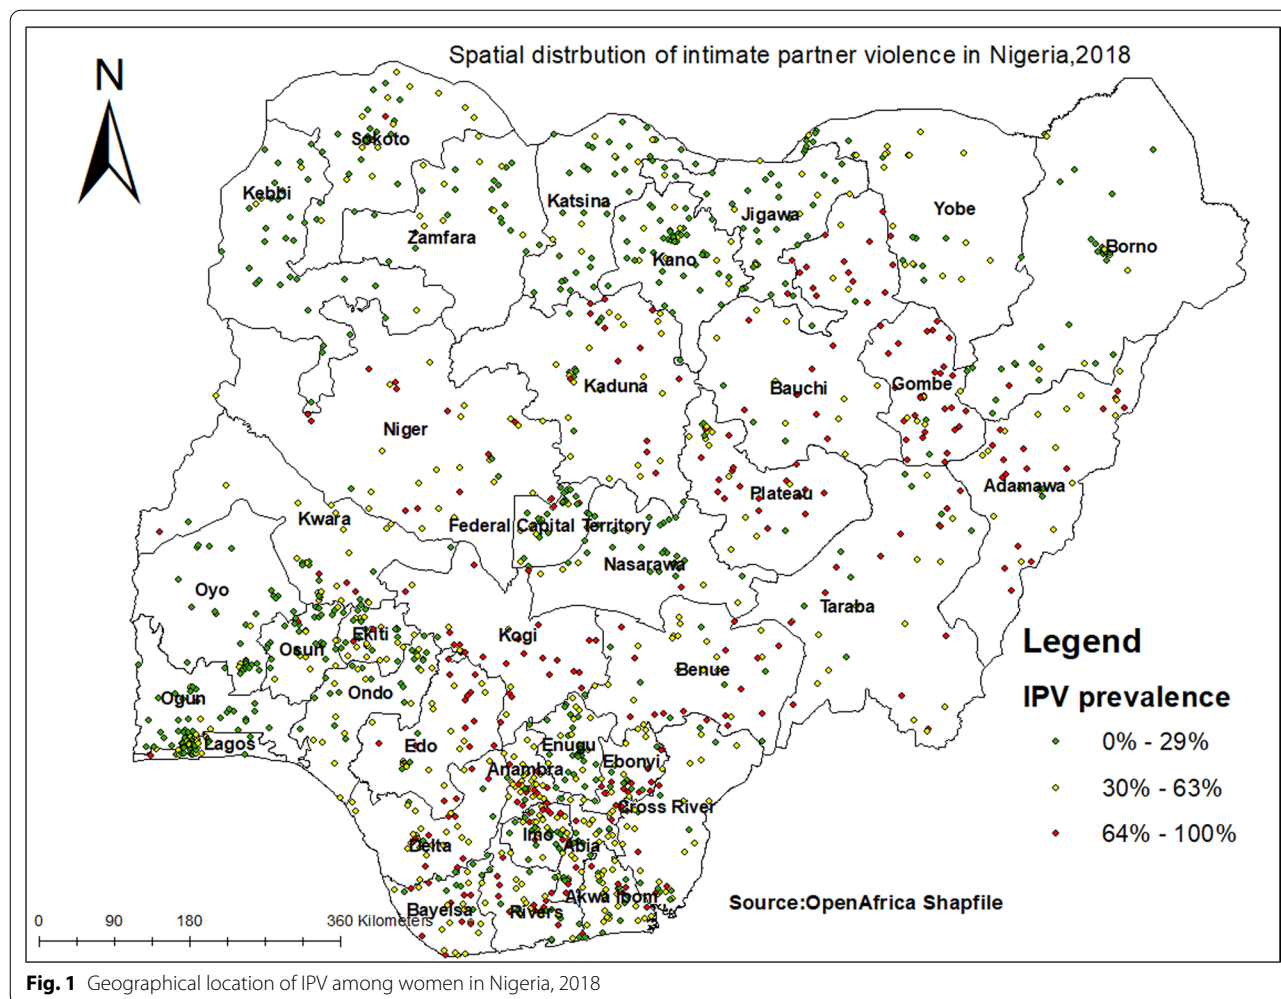 Spatial distrbution of intimate partner violence in Nigeria,2018
N
Sokoto
Kebbi
Katsina
Jigawa
Yobe
Zamfara
Kano
Borno
Kaduna
Bauchi
Gombe
Niger
Plateau
Adamawa
Kwara
Federal Capital Territory
Nasarawa
Oyo
Taraba
Ekiti
Kogi
Osun
Benue
Ondo
Ogun
Lagos
Edo
Enugu
Anambra
Ebonyi
Cross River
Imo
Abia
Delta
Akwa Ibom
Bayelsa
Rivers
Legend
IPV prevalence
0% - 29%
30% - 63%
64% - 100%
Source:OpenAfrica Shapfile
0 90 180 360 Kilometers
Fig. 1 Geographical location of IPV among women in Nigeria, 2018